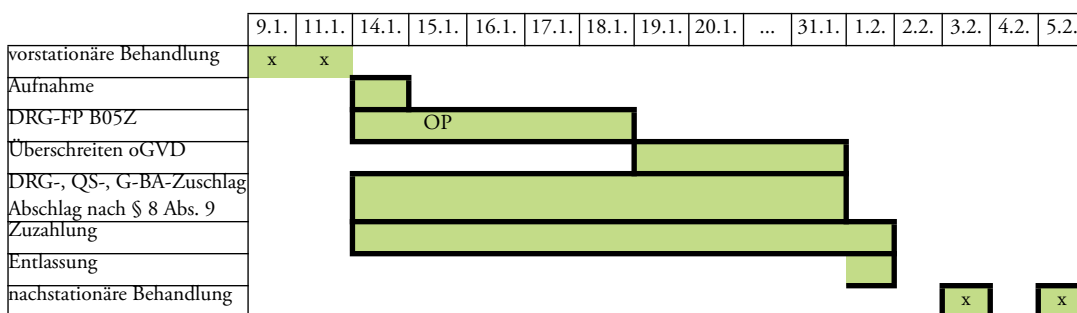 9.1. 11.1. 14.1. 15.1. 16.1. 17.1. 18.1. 19.1. 20.1. ... 31.1. 1.2. 2.2. 3.2. 4.2. 5.2.
vorstationäre Behandlung x x
Aufnahme
DRG-FP B05Z OP
Überschreiten oGVD
DRG-, QS-, G-BA-Zuschlag
Abschlag nach § 8 Abs. 9
Zuzahlung
Entlassung
nachstationäre Behandlung x x